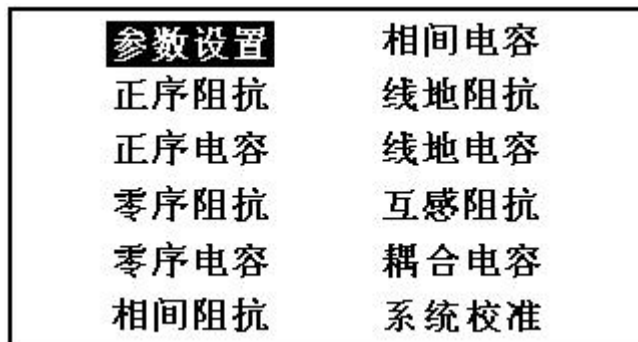 参数设置
正序阻抗
正序电容
零序阻抗
零序电容
相间阻抗
相间电容
线地阻抗
线地电容
互感阻抗
耦合电容
系统校准